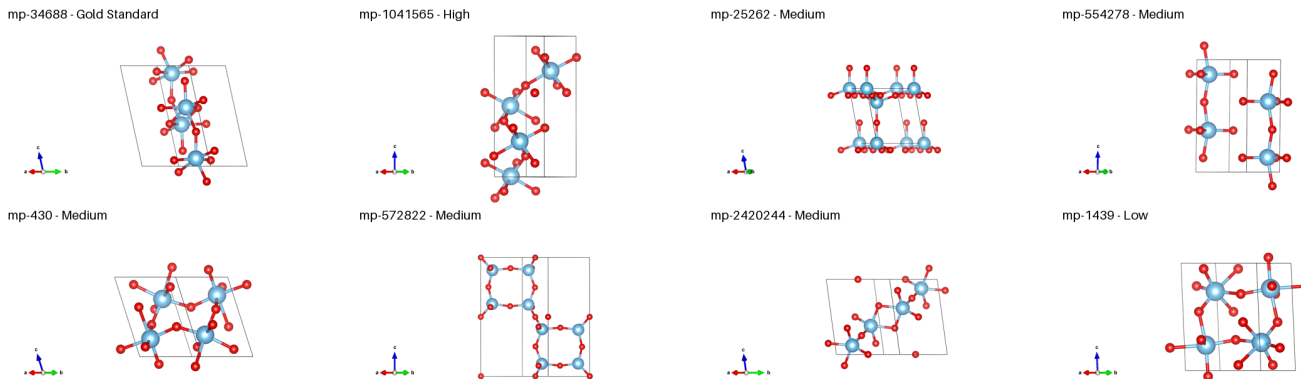 mp-34688 - Gold Standard
mp-1041565 - High
mp-25262 - Medium
mp-554278 - Medium
c
a
b
c
a
b
c
a
c
a
b
mp-430 - Medium
mp-572822 - Medium
mp-2420244 - Medium
mp-1439 - Low
c
a
b
c
a
b
c
a
b
c
a
b